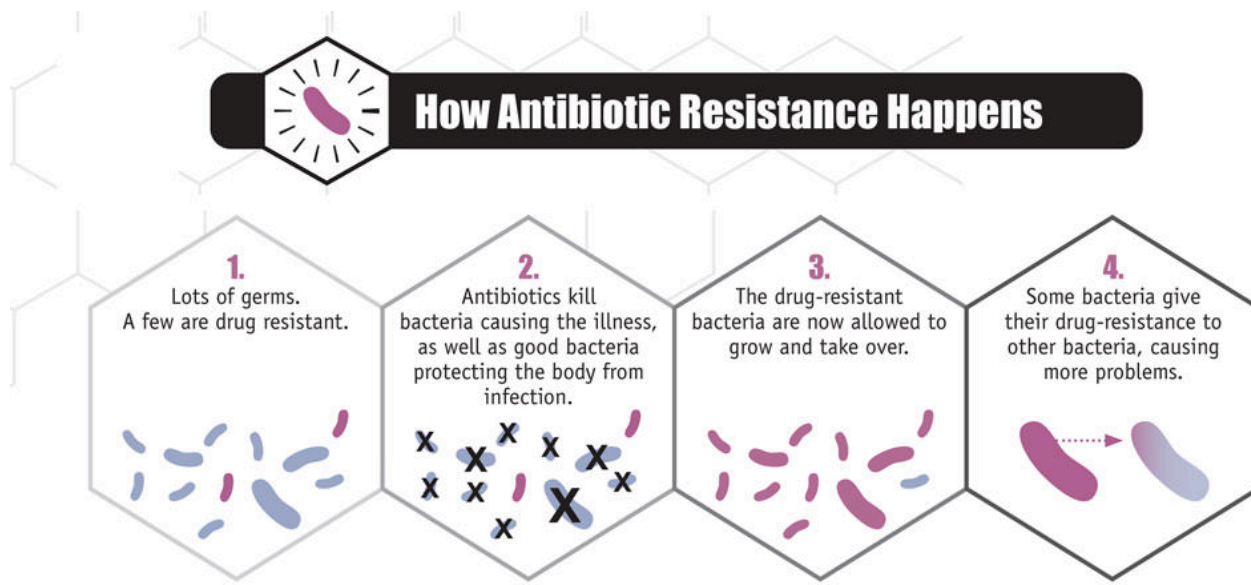 How Antibiotic Resistance Happens
1.
Lots of germs.
A few are drug resistant.
2.
Antibiotics kill
bacteria causing the illness,
as well as good bacteria
protecting the body from
infection.
X
X
X
X
X
X
X
X
X
X
3.
The drug-resistant
bacteria are now allowed to
grow and take over.
4.
Some bacteria give
their drug-resistance to
other bacteria, causing
more problems.